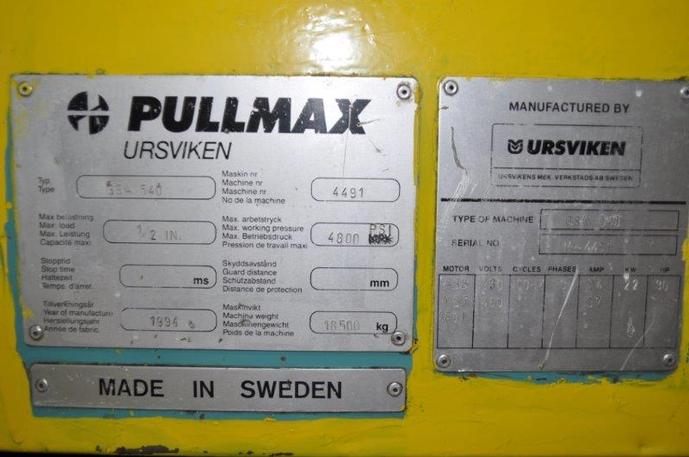 PULLMAX
URSVIKEN
Typ.
Type
Maskin nr
Machine nr
Maschine nr
No de la machine
4491
Max belastning
Max. load
Max. Leistung
Capacité maxi
1/2 IN.
Max. arbetstryck
Max. working pressure
Max. Betriebsdruck
Pression de travail maxi
4800 PSI
Stopptid
Stop time
Haltezeit
Temps. d'arret
ms
Skyddsavstånd
Guard distance
Schützabstand
Distance de protection
mm
Tillverkningsår
Year of manufacture
Herstellungsjahr
Année de fabric.
1994
Maskinvikt
Machine weight
Maschinengewicht
Poids de la machine
18500 kg
MADE IN SWEDEN
MANUFACTURED BY
URSVIKEN
URSVIKENS MEK. VERKSTADS AB SWEDEN
TYPE OF MACHINE
SERIAL NO
MOTOR VOLTS CYCLES PHASES AMP KW HP
22 30